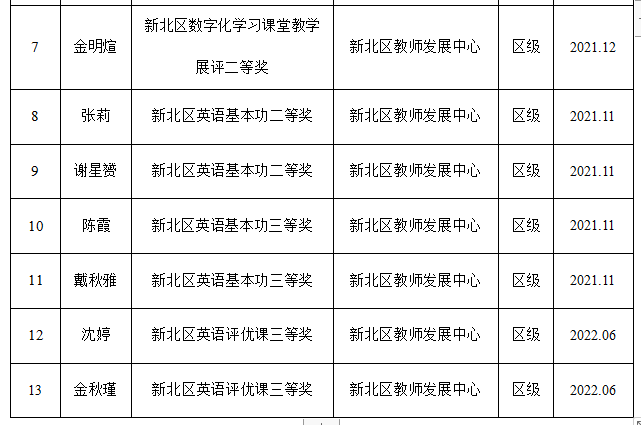 7 金明煊 新北区数字化学习课堂教学展评二等奖 新北区教师发展中心 区级 2021.12
8 张莉 新北区英语基本功二等奖 新北区教师发展中心 区级 2021.11
9 谢星赟 新北区英语基本功二等奖 新北区教师发展中心 区级 2021.11
10 陈霞 新北区英语基本功三等奖 新北区教师发展中心 区级 2021.11
11 戴秋雅 新北区英语基本功三等奖 新北区教师发展中心 区级 2021.11
12 沈婷 新北区英语评优课三等奖 新北区教师发展中心 区级 2022.06
13 金秋瑾 新北区英语评优课三等奖 新北区教师发展中心 区级 2022.06